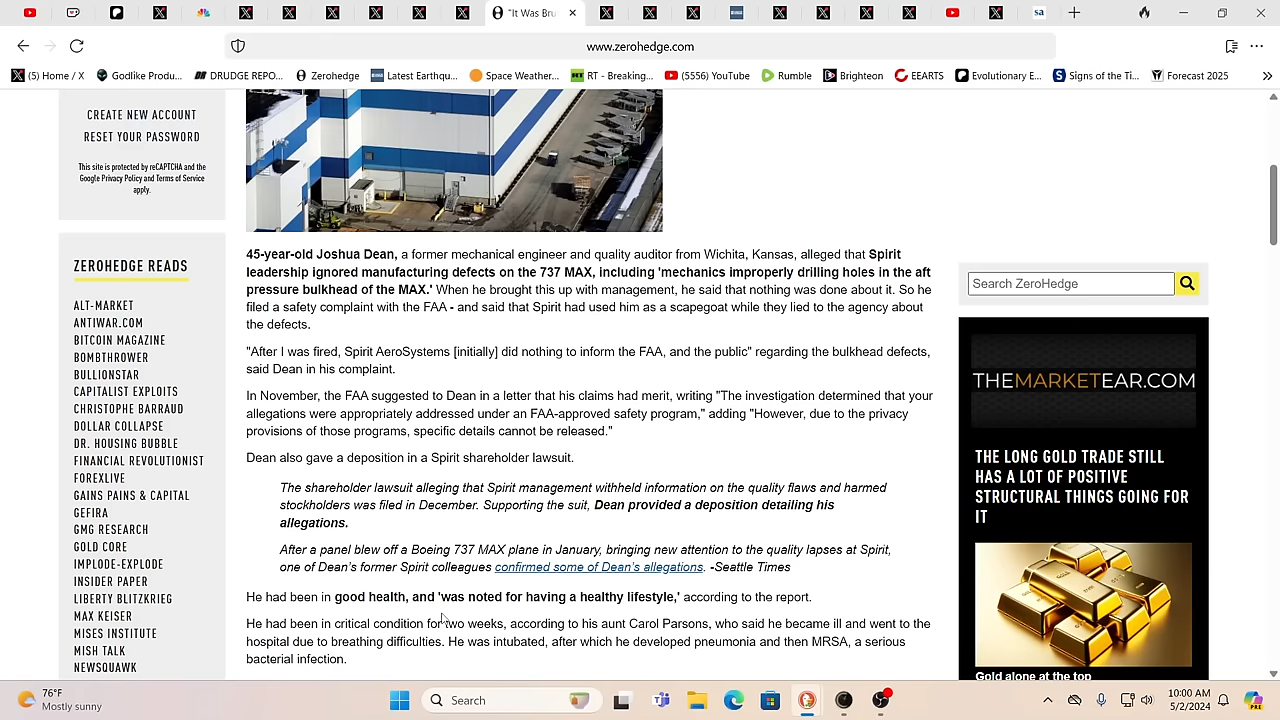 "It Was Bru
sa
www.zerohedge.com
(5) Home / X
Godlike Produ...
DRUDGE REPO...
Zerohedge
Latest Earthqu...
Space Weather...
RT - Breaking...
(5556) YouTube
Rumble
Brighteon
EEARTS
Evolutionary E...
Signs of the Ti...
Forecast 2025
CREATE NEW ACCOUNT
RESET YOUR PASSWORD
This site is protected by reCAPTCHA and the
Google Privacy Policy and Terms of Service
apply.
ZEROHEDGE READS
ALT-MARKET
ANTIWAR.COM
BITCOIN MAGAZINE
BOMBTHROWER
BULLIONSTAR
CAPITALIST EXPLOITS
CHRISTOPHE BARRAUD
DOLLAR COLLAPSE
DR. HOUSING BUBBLE
FINANCIAL REVOLUTIONIST
FOREXLIVE
GAINS PAINS & CAPITAL
GEFIRA
GMG RESEARCH
GOLD CORE
IMPLODE-EXPLODE
INSIDER PAPER
LIBERTY BLITZKRIEG
MAX KEISER
MISES INSTITUTE
MISH TALK
NEWSQUAWK
45-year-old Joshua Dean, a former mechanical engineer and quality auditor from Wichita, Kansas, alleged that Spirit
leadership ignored manufacturing defects on the 737 MAX, including 'mechanics improperly drilling holes in the aft
pressure bulkhead of the MAX.' When he brought this up with management, he said that nothing was done about it. So he
filed a safety complaint with the FAA - and said that Spirit had used him as a scapegoat while they lied to the agency about
the defects.
"After I was fired, Spirit AeroSystems [initially] did nothing to inform the FAA, and the public" regarding the bulkhead defects,
said Dean in his complaint.
In November, the FAA suggested to Dean in a letter that his claims had merit, writing "The investigation determined that your
allegations were appropriately addressed under an FAA-approved safety program," adding "However, due to the privacy
provisions of those programs, specific details cannot be released."
Dean also gave a deposition in a Spirit shareholder lawsuit.
The shareholder lawsuit alleging that Spirit management withheld information on the quality flaws and harmed
stockholders was filed in December. Supporting the suit, Dean provided a deposition detailing his
allegations.
After a panel blew off a Boeing 737 MAX plane in January, bringing new attention to the quality lapses at Spirit,
one of Dean's former Spirit colleagues confirmed some of Dean's allegations. -Seattle Times
He had been in good health, and 'was noted for having a healthy lifestyle,' according to the report.
He had been in critical condition for two weeks, according to his aunt Carol Parsons, who said he became ill and went to the
hospital due to breathing difficulties. He was intubated, after which he developed pneumonia and then MRSA, a serious
bacterial infection.
Search ZeroHedge
THEMARKETEAR.COM
THE LONG GOLD TRADE STILL
HAS A LOT OF POSITIVE
STRUCTURAL THINGS GOING FOR
IT
Gold alone at the top
76°F
Mostly sunny
Search
10:00 AM
5/2/2024